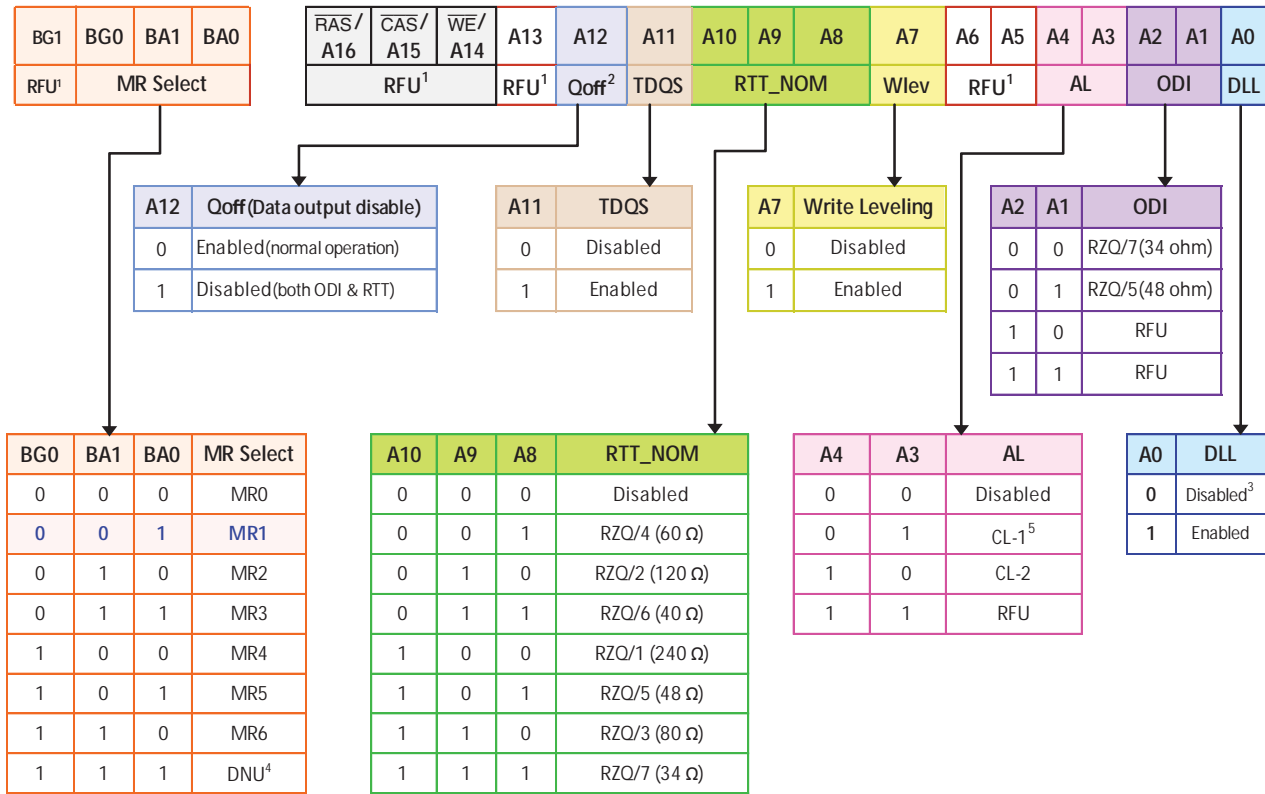 BG1 BG0 BA1 BA0
RFU¹ MR Select
RAS/ A16 CAS/ A15 WE/ A14 A13 A12 A11 A10 A9 A8 A7 A6 A5 A4 A3 A2 A1 A0
RFU¹ RFU¹ Qoff² TDQS RTT_NOM Wlev RFU¹ AL ODI DLL
A12 Qoff(Data output disable)
0 Enabled(normal operation)
1 Disabled(both ODI & RTT)
A11 TDQS
0 Disabled
1 Enabled
A7 Write Leveling
0 Disabled
1 Enabled
A2 A1 ODI
0 0 RZQ/7(34 ohm)
0 1 RZQ/5(48 ohm)
1 0 RFU
1 1 RFU
BG0 BA1 BA0 MR Select
0 0 0 MR0
0 0 1 MR1
0 1 0 MR2
0 1 1 MR3
1 0 0 MR4
1 0 1 MR5
1 1 0 MR6
1 1 1 DNU⁴
A10 A9 A8 RTT_NOM
0 0 0 Disabled
0 0 1 RZQ/4 (60 Ω)
0 1 0 RZQ/2 (120 Ω)
0 1 1 RZQ/6 (40 Ω)
1 0 0 RZQ/1 (240 Ω)
1 0 1 RZQ/5 (48 Ω)
1 1 0 RZQ/3 (80 Ω)
1 1 1 RZQ/7 (34 Ω)
A4 A3 AL
0 0 Disabled
0 1 CL-1⁵
1 0 CL-2
1 1 RFU
A0 DLL
0 Disabled³
1 Enabled